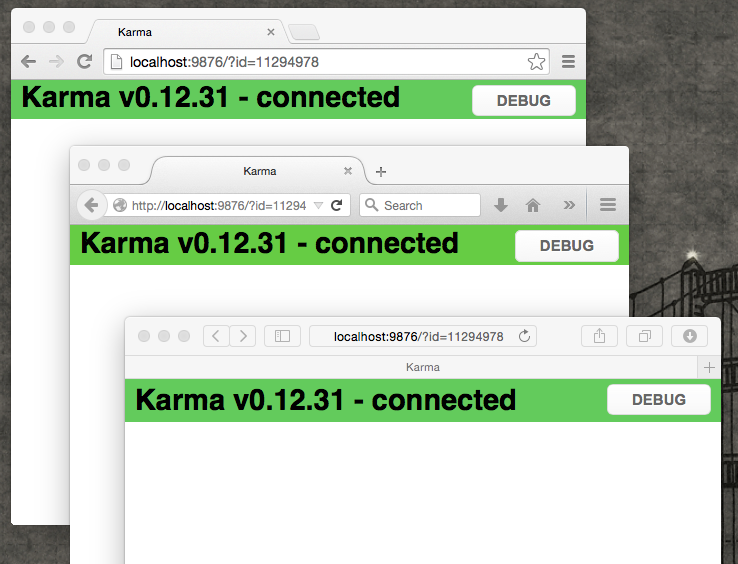 Karma
localhost:9876/?id=11294978
Karma v0.12.31 - connected
DEBUG
Karma
http://localhost:9876/?id=11294
Search
Karma v0.12.31 - connected
DEBUG
localhost:9876/?id=11294978
Karma
Karma v0.12.31 - connected
DEBUG